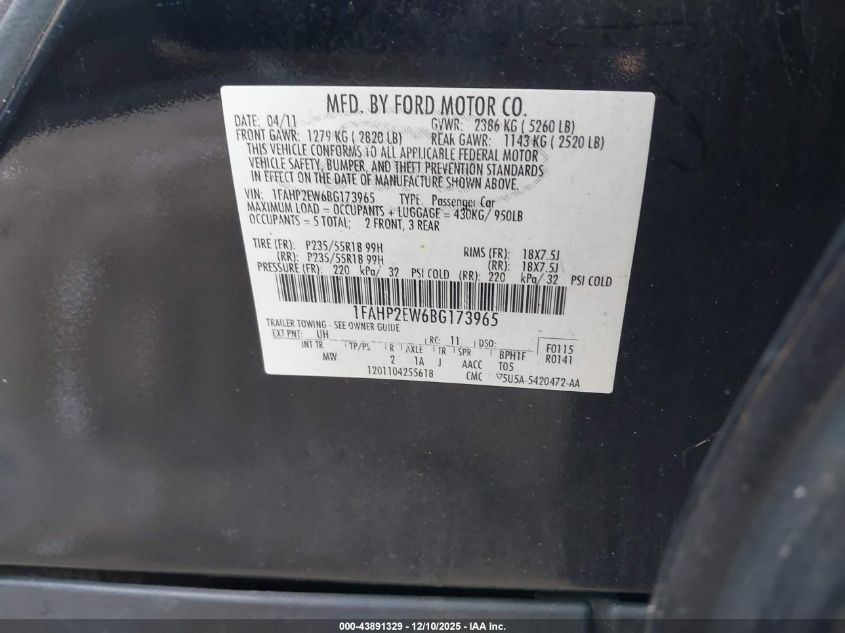 MFD. BY FORD MOTOR CO.
DATE: 04/11 GVWR: 2386 KG ( 5260 LB)
FRONT GAWR: 1279 KG ( 2820 LB) REAR GAWR: 1143 KG ( 2520 LB)
THIS VEHICLE CONFORMS TO ALL APPLICABLE FEDERAL MOTOR
VEHICLE SAFETY, BUMPER, AND THEFT PREVENTION STANDARDS
IN EFFECT ON THE DATE OF MANUFACTURE SHOWN ABOVE.
VIN: 1FAHP2EW6BG173965 TYPE: Passenger Car
MAXIMUM LOAD = OCCUPANTS + LUGGAGE = 430KG/ 950LB
OCCUPANTS = 5 TOTAL; 2 FRONT, 3 REAR
TIRE (FR): P235/55R18 99H RIMS (FR): 18X7.5J
(RR): P235/55R18 99H (RR): 18X7.5J
PRESSURE (FR): 220 kPa/ 32 PSI COLD (RR): 220 kPa/ 32 PSI COLD
1FAHP2EW6BG173965
TRAILER TOWING - SEE OWNER GUIDE
EXT PNT: UH LRC: 11 DSO: F0115
INT TR TP/PS R AXLE TR SPR BPH1F R0141
MW 2 1A J AACC T05
1201104255618 CMC 5U5A-5420472-AA
000-43891329 - 12/10/2025 - IAA Inc.